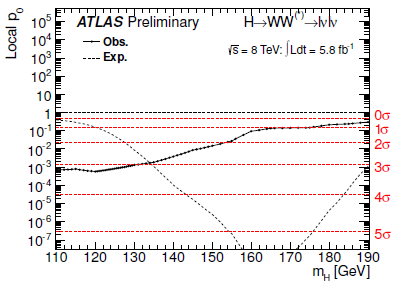 Local p₀
10⁵
10⁴
10³
10²
10
1
10⁻¹
10⁻²
10⁻³
10⁻⁴
10⁻⁵
10⁻⁶
10⁻⁷
ATLAS Preliminary
Obs.
Exp.
H→WW⁽*⁾→lνlν
√s = 8 TeV: ∫Ldt = 5.8 fb⁻¹
0σ
1σ
2σ
3σ
4σ
5σ
110 120 130 140 150 160 170 180 190
m_H [GeV]